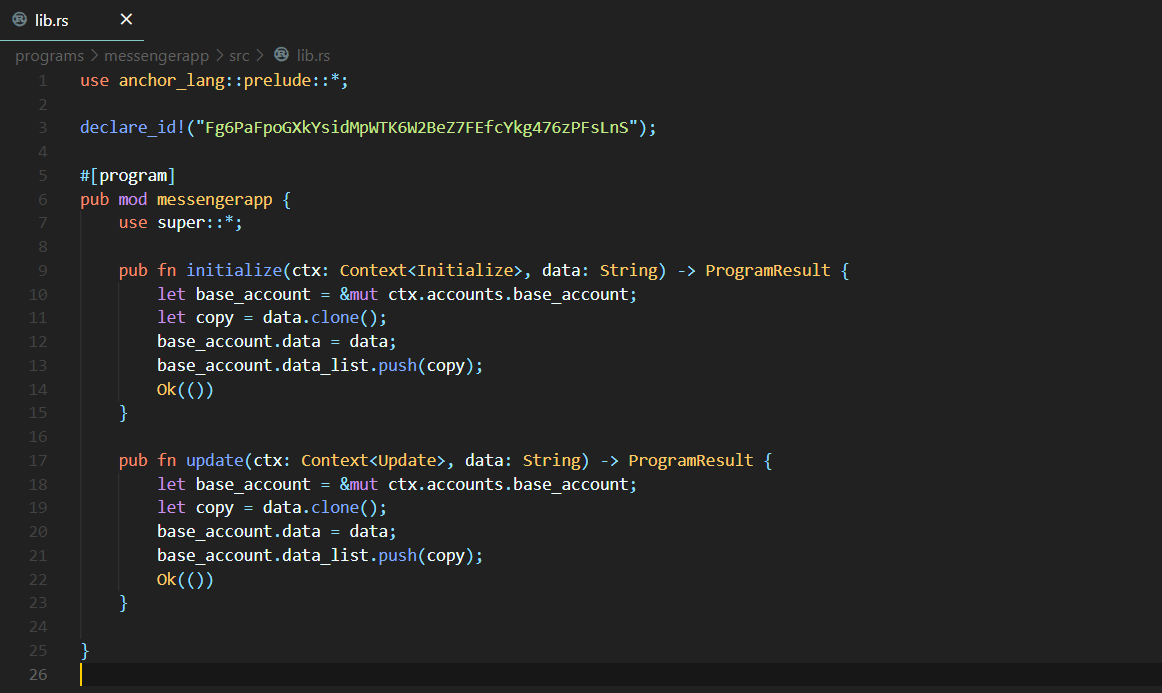 lib.rs ×
programs > messengerapp > src > lib.rs
1 use anchor_lang::prelude::*;
2
3 declare_id!("Fg6PaFpoGXkYsidMpWTK6W2BeZ7FEfcYkg476zPFsLnS");
4
5 #[program]
6 pub mod messengerapp {
7     use super::*;
8
9     pub fn initialize(ctx: Context<Initialize>, data: String) -> ProgramResult {
10         let base_account = &mut ctx.accounts.base_account;
11         let copy = data.clone();
12         base_account.data = data;
13         base_account.data_list.push(copy);
14         Ok(())
15     }
16
17     pub fn update(ctx: Context<Update>, data: String) -> ProgramResult {
18         let base_account = &mut ctx.accounts.base_account;
19         let copy = data.clone();
20         base_account.data = data;
21         base_account.data_list.push(copy);
22         Ok(())
23     }
24
25 }
26